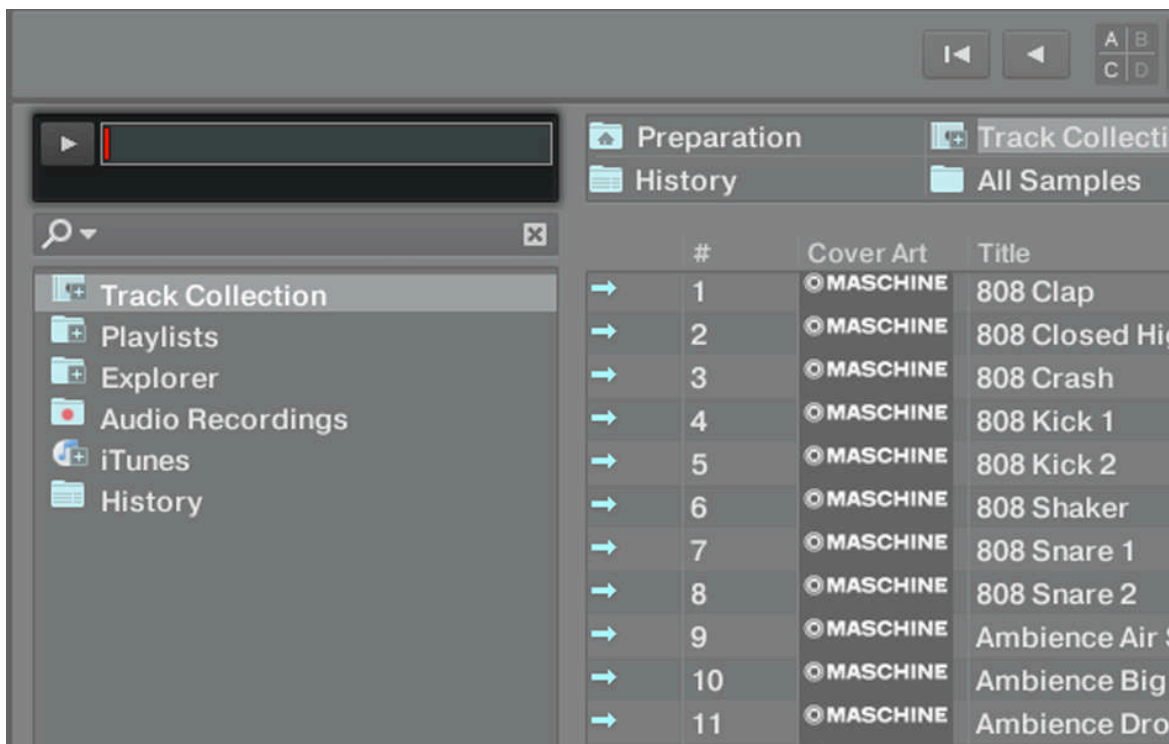 A B
C D
Preparation
Track Collecti
History
All Samples
Track Collection
Playlists
Explorer
Audio Recordings
iTunes
History
# Cover Art Title
1 MASCHINE 808 Clap
2 MASCHINE 808 Closed Hig
3 MASCHINE 808 Crash
4 MASCHINE 808 Kick 1
5 MASCHINE 808 Kick 2
6 MASCHINE 808 Shaker
7 MASCHINE 808 Snare 1
8 MASCHINE 808 Snare 2
9 MASCHINE Ambience Air S
10 MASCHINE Ambience Big
11 MASCHINE Ambience Dro